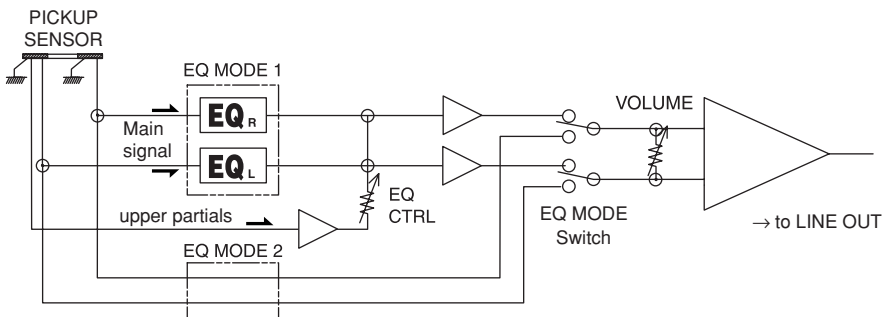 PICKUP
SENSOR
EQ MODE 1
EQ R
Main
signal
EQ L
VOLUME
EQ
CTRL
upper partials
EQ MODE
Switch
→ to LINE OUT
EQ MODE 2